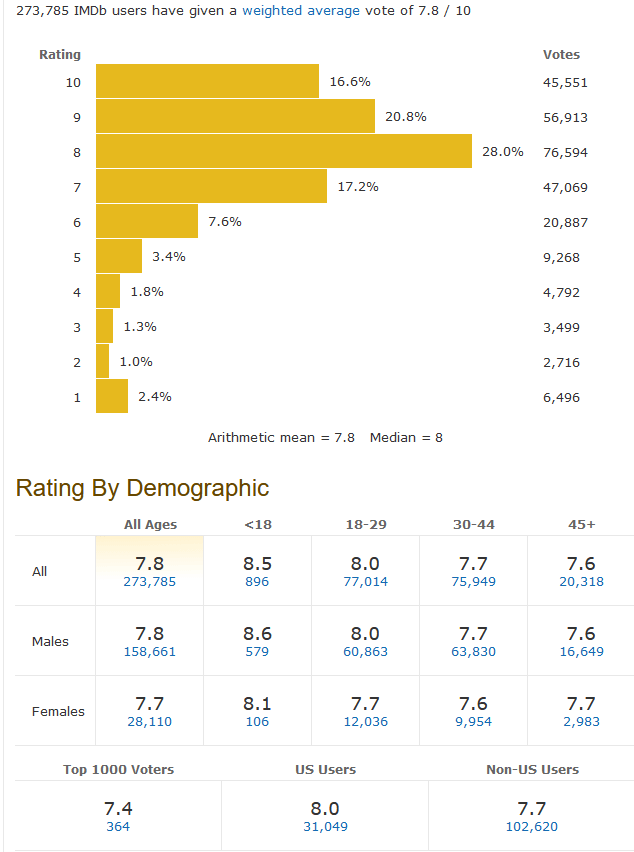 273,785 IMDb users have given a weighted average vote of 7.8 / 10
Rating Votes
10 16.6% 45,551
9 20.8% 56,913
8 28.0% 76,594
7 17.2% 47,069
6 7.6% 20,887
5 3.4% 9,268
4 1.8% 4,792
3 1.3% 3,499
2 1.0% 2,716
1 2.4% 6,496
Arithmetic mean = 7.8 Median = 8
Rating By Demographic
All Ages <18 18-29 30-44 45+
All
7.8 8.5 8.0 7.7 7.6
273,785 896 77,014 75,949 20,318
Males
7.8 8.6 8.0 7.7 7.6
158,661 579 60,863 63,830 16,649
Females
7.7 8.1 7.7 7.6 7.7
28,110 106 12,036 9,954 2,983
Top 1000 Voters US Users Non-US Users
7.4 8.0 7.7
364 31,049 102,620